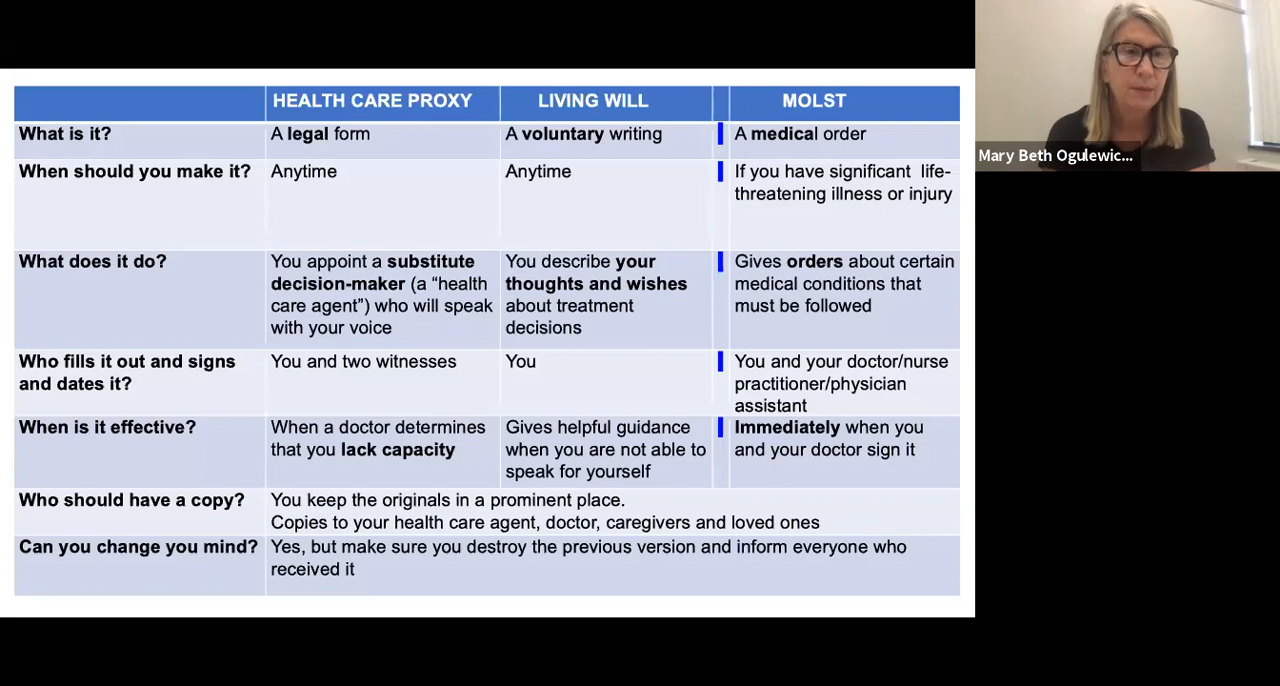 HEALTH CARE PROXY LIVING WILL MOLST
What is it? A legal form A voluntary writing A medical order
When should you make it? Anytime Anytime If you have significant life-
threatening illness or injury
What does it do? You appoint a substitute You describe your Gives orders about certain
decision-maker (a “health thoughts and wishes medical conditions that
care agent”) who will speak about treatment must be followed
with your voice decisions
Who fills it out and signs You and two witnesses You You and your doctor/nurse
and dates it? practitioner/physician
assistant
When is it effective? When a doctor determines Gives helpful guidance Immediately when you
that you lack capacity when you are not able to and your doctor sign it
speak for yourself
Who should have a copy? You keep the originals in a prominent place.
Copies to your health care agent, doctor, caregivers and loved ones
Can you change you mind? Yes, but make sure you destroy the previous version and inform everyone who
received it
Mary Beth Ogulewic...